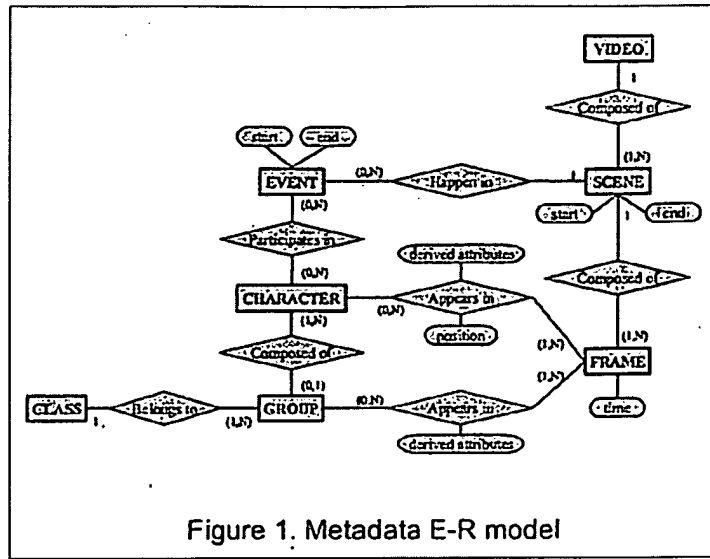 VIDEO
1
Composed of
(1,N)
start
end
EVENT
(0,N)
Happen in
1
SCENE
(0,N)
start
end
1
Participates in
derived attributes
Composed of
(0,N)
CHARACTER
(0,N)
Appears in
(1,N)
position
(1,N)
(1,N)
FRAME
Composed of
(1,N)
(0,1)
time
CLASS
1
Belongs to
(1,N)
GROUP
(0,N)
Appears in
derived attributes
Figure 1. Metadata E-R model